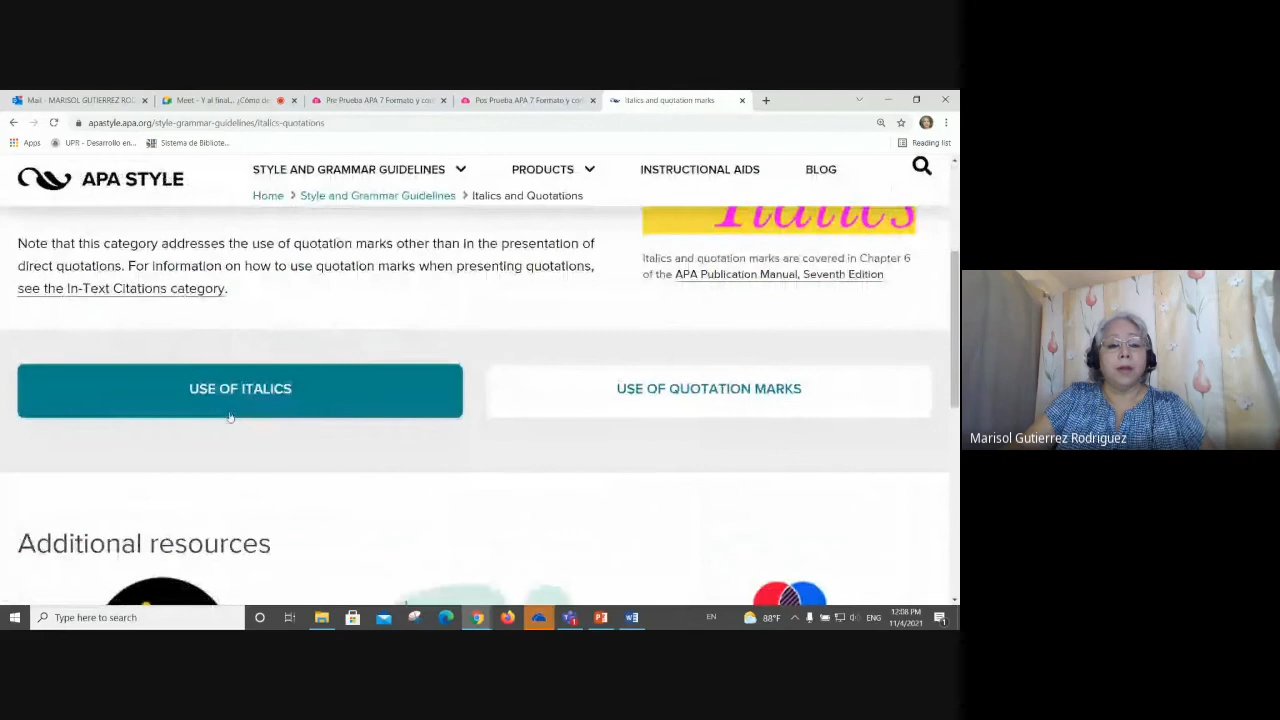 Mail - MARISOL GUTIERREZ ROD
Meet - Y al final... ¿Cómo de
Pre Prueba APA 7 Formato y co
Pos Prueba APA 7 Formato y co
Italics and quotation marks
apastyle.apa.org/style-grammar-guidelines/italics-quotations
Apps
UPR - Desarrollo en...
Sistema de Bibliote...
Reading list
APA STYLE
STYLE AND GRAMMAR GUIDELINES
PRODUCTS
INSTRUCTIONAL AIDS
BLOG
Home > Style and Grammar Guidelines > Italics and Quotations
Italics
Note that this category addresses the use of quotation marks other than in the presentation of
direct quotations. For information on how to use quotation marks when presenting quotations,
see the In-Text Citations category.
Italics and quotation marks are covered in Chapter 6
of the APA Publication Manual, Seventh Edition
USE OF ITALICS
USE OF QUOTATION MARKS
Additional resources
Marisol Gutierrez Rodriguez
Type here to search
EN
88°F
ENG
12:08 PM
11/4/2021